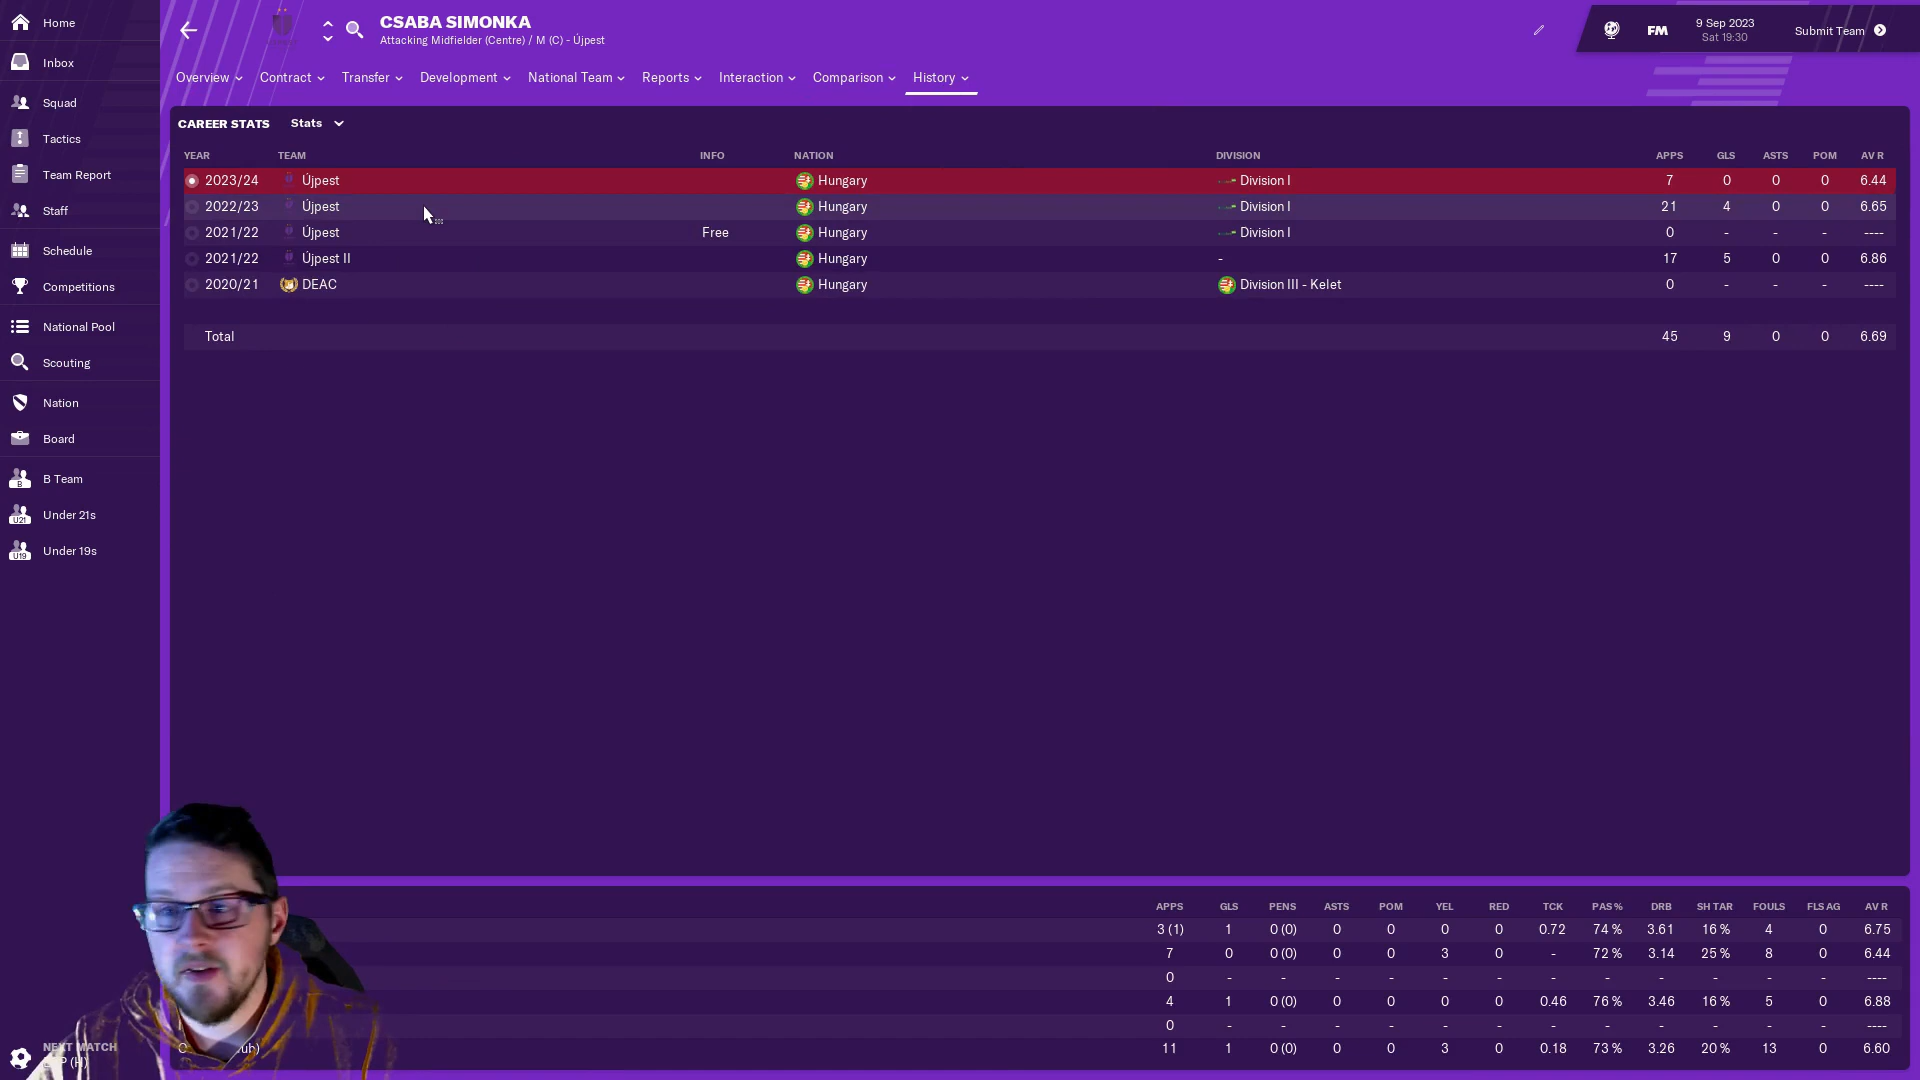 Home
Inbox
Squad
Tactics
Team Report
Staff
Schedule
Competitions
National Pool
Scouting
Nation
Board
B Team
Under 21s
Under 19s
CSABA SIMONKA
Attacking Midfielder (Centre) / M (C) - Újpest
FM
9 Sep 2023
Sat 19:30
Submit Team
Overview Contract Transfer Development National Team Reports Interaction Comparison History
CAREER STATS Stats
YEAR TEAM INFO NATION DIVISION APPS GLS ASTS POM AV R
2023/24 Újpest Hungary Division I 7 0 0 0 6.44
2022/23 Újpest Hungary Division I 21 4 0 0 6.65
2021/22 Újpest Free Hungary Division I 0 - - - ----
2021/22 Újpest II Hungary - 17 5 0 0 6.86
2020/21 DEAC Hungary Division III - Kelet 0 - - - ----
Total 45 9 0 0 6.69
APPS GLS PENS ASTS POM YEL RED TCK PAS % DRB SH TAR FOULS FLS AG AV R
3 (1) 1 0 (0) 0 0 0 0 0.72 74 % 3.61 16 % 4 0 6.75
7 0 0 (0) 0 0 3 0 - 72 % 3.14 25 % 8 0 6.44
0 - - - - - - - - - - - - ----
4 1 0 (0) 0 0 0 0 0.46 76 % 3.46 16 % 5 0 6.88
0 - - - - - - - - - - - - ----
11 1 0 (0) 0 0 3 0 0.18 73 % 3.26 20 % 13 0 6.60
NEXT MATCH
(H)